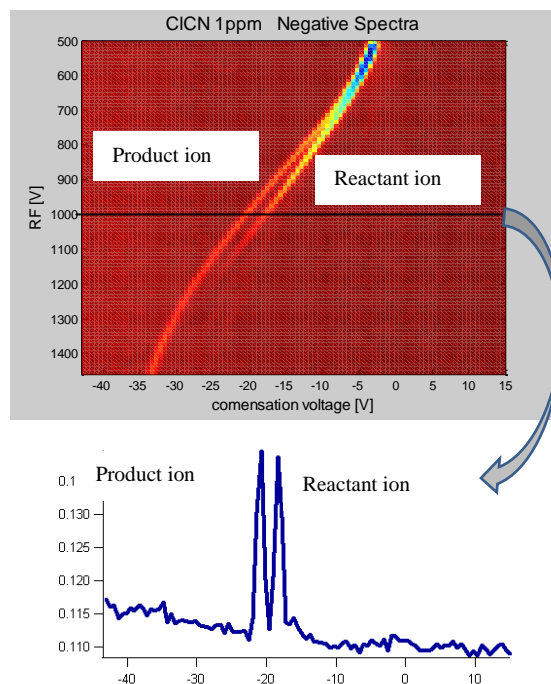 ClCN 1ppm Negative Spectra
500
600
700
800
900
1000
1100
1200
1300
1400
RF [V]
Product ion
Reactant ion
-40 -35 -30 -25 -20 -15 -10 -5 0 5 10 15
comensation voltage [V]
Product ion
Reactant ion
0.1
0.130
0.125
0.120
0.115
0.110
-40 -30 -20 -10 0 10